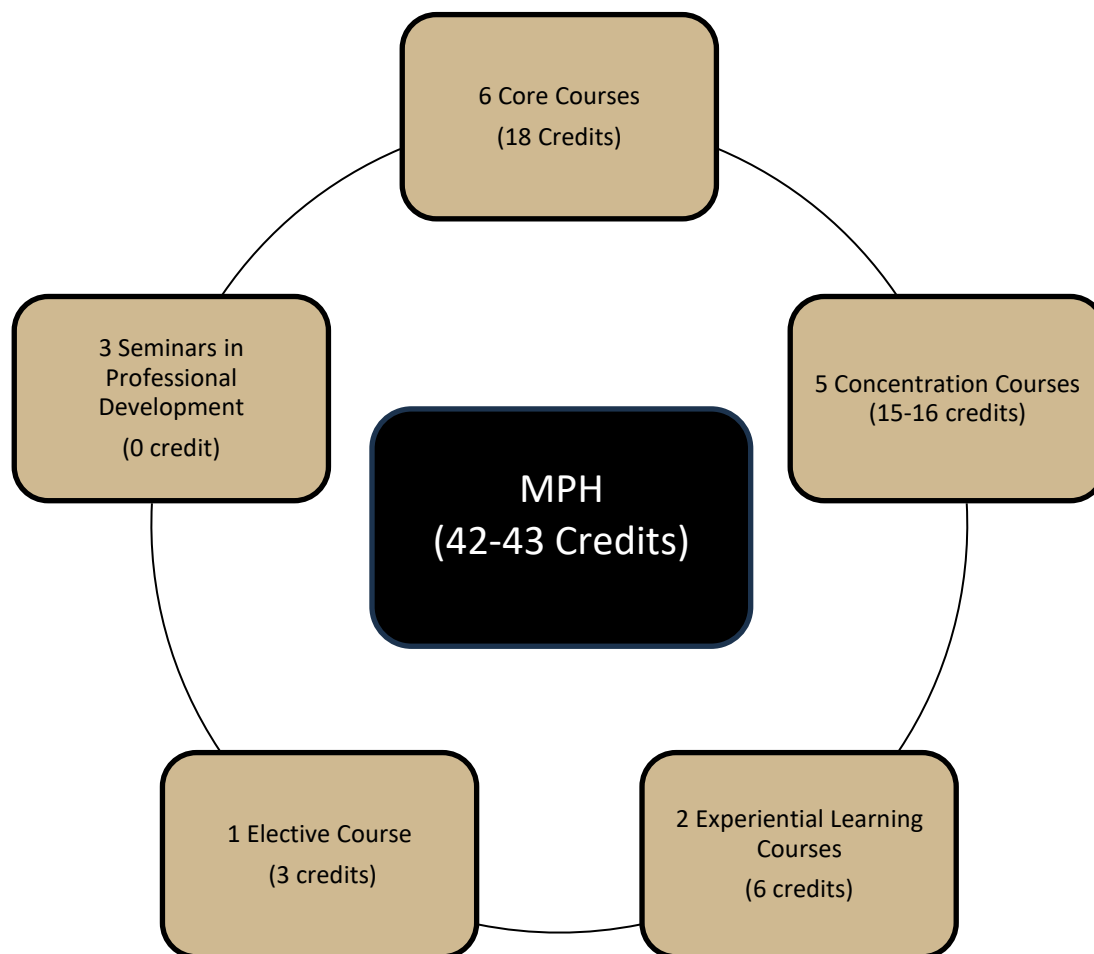 6 Core Courses
(18 Credits)
5 Concentration Courses
(15-16 credits)
2 Experiential Learning
Courses
(6 credits)
1 Elective Course
(3 credits)
3 Seminars in
Professional
Development
(0 credit)
MPH
(42-43 Credits)